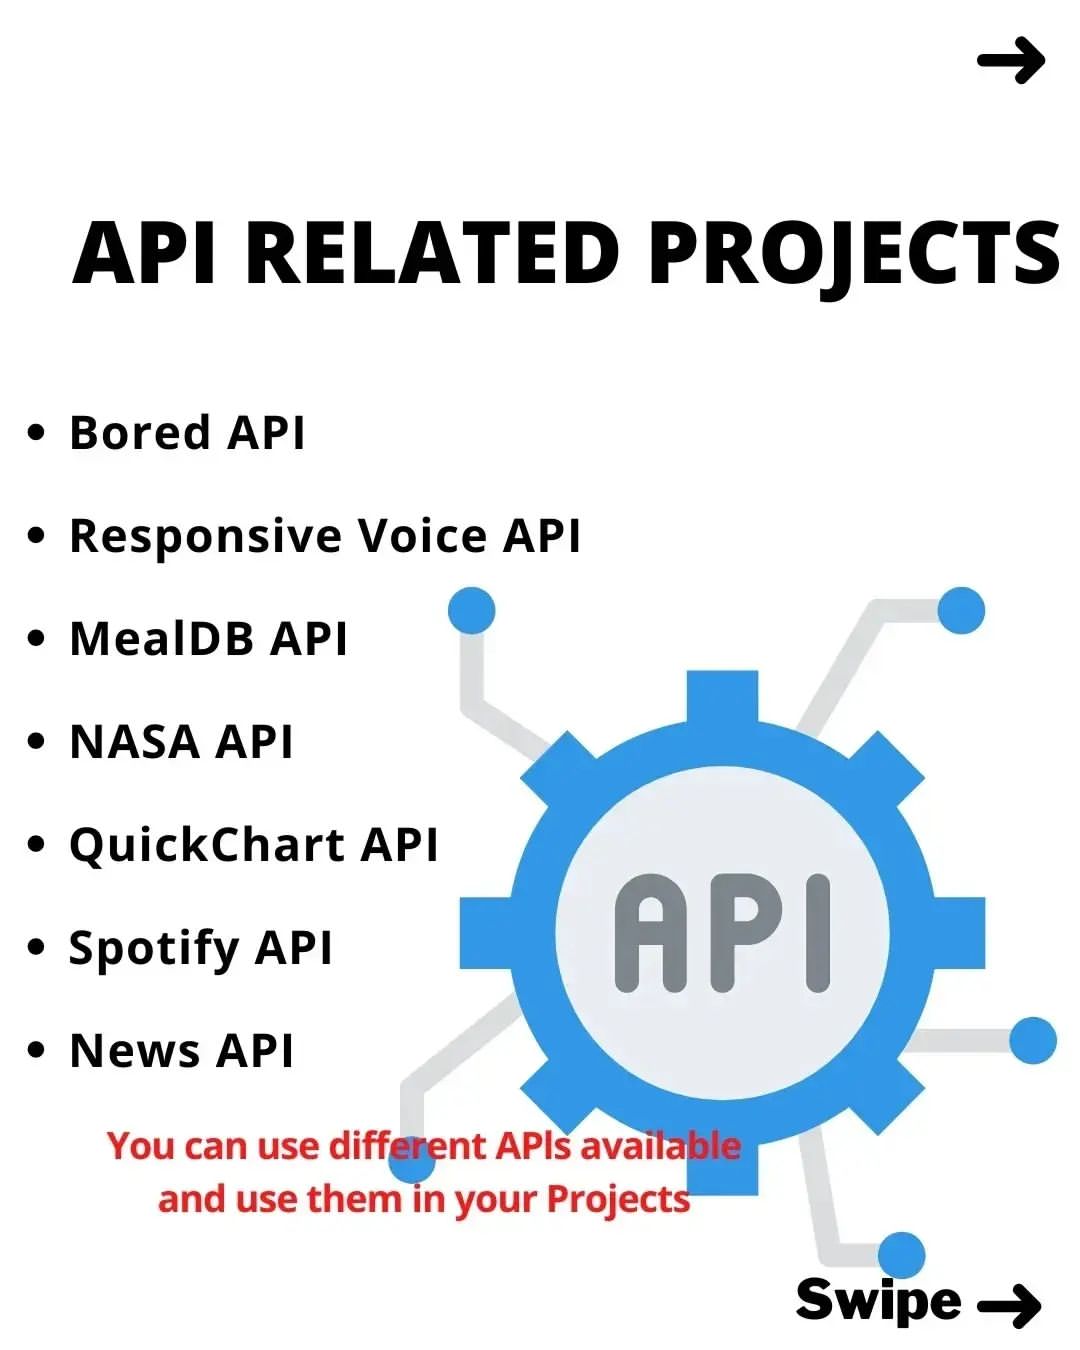 API RELATED PROJECTS
• Bored API
• Responsive Voice API
• MealDB API
• NASA API
• QuickChart API
• Spotify API
• News API
API
You can use different APIs available
and use them in your Projects
Swipe